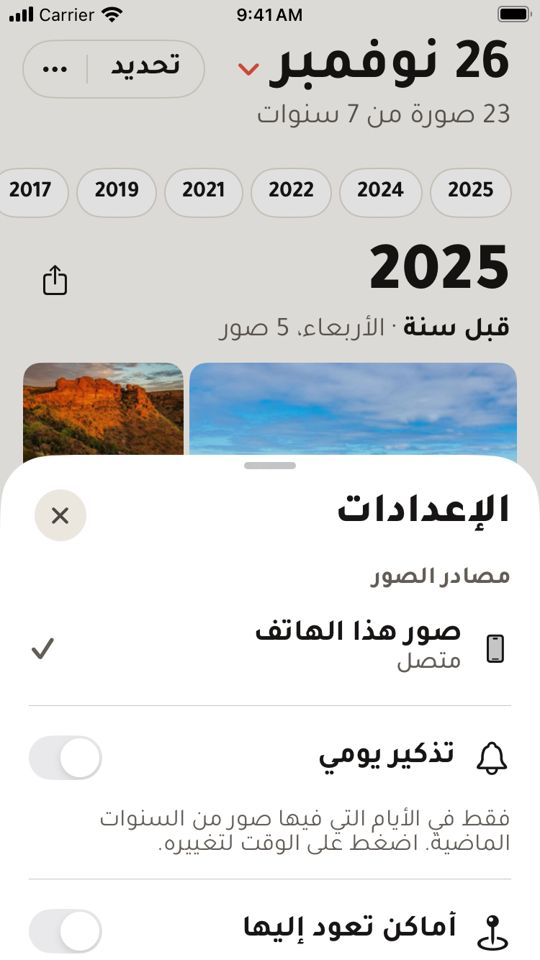 Carrier 9:41 AM
26 نوفمبر
تحديد
23 صورة من 7 سنوات
2025 2024 2022 2021 2019 2017
2025
قبل سنة · الأربعاء، 5 صور
الإعدادات
مصادر الصور
صور هذا الهاتف
متصل
تذكير يومي
فقط في الأيام التي فيها صور من السنوات
الماضية. اضغط على الوقت لتغييره.
أماكن تعود إليها